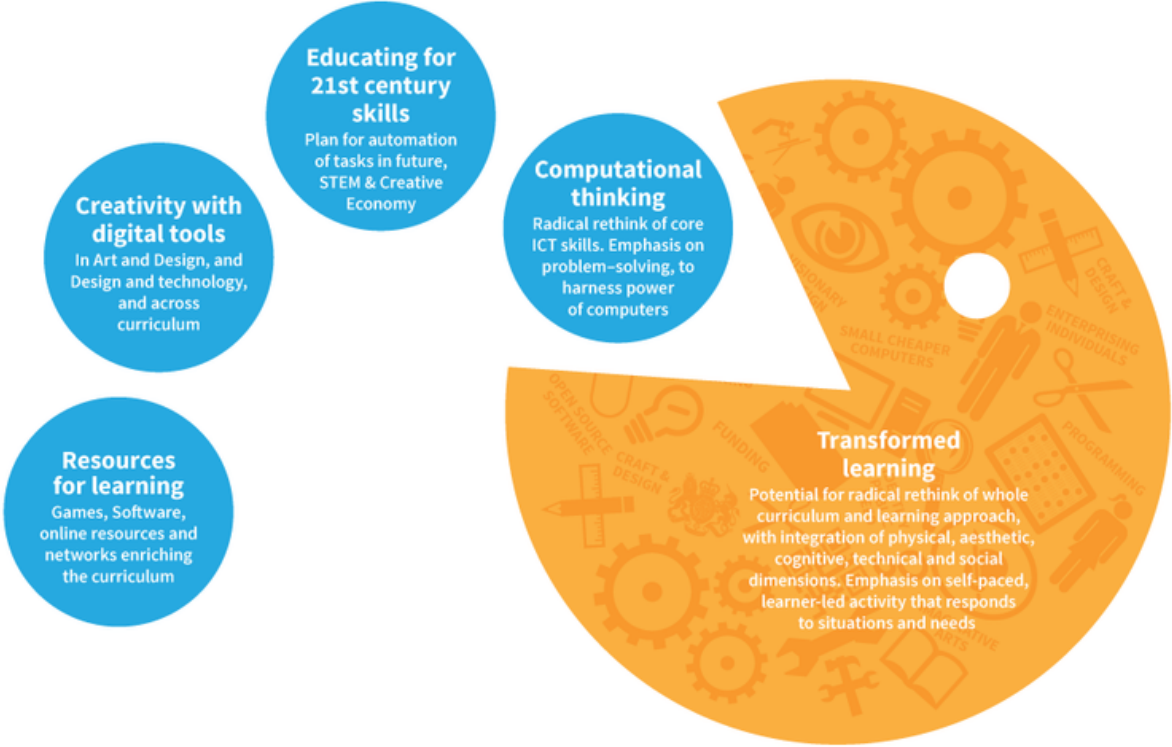 Educating for
21st century
skills
Plan for automation
of tasks in future,
STEM & Creative
Economy
Computational
thinking
Radical rethink of core
ICT skills. Emphasis on
problem–solving, to
harness power
of computers
Creativity with
digital tools
In Art and Design, and
Design and technology,
and across
curriculum
Resources
for learning
Games, Software,
online resources and
networks enriching
the curriculum
Transformed
learning
Potential for radical rethink of whole
curriculum and learning approach,
with integration of physical, aesthetic,
cognitive, technical and social
dimensions. Emphasis on self-paced,
learner-led activity that responds
to situations and needs
CRAFT &
DESIGN
ENTERPRISING
INDIVIDUALS
SMALL CHEAPER
COMPUTERS
PROGRAMMING
OPEN SOURCE
SOFTWARE
FUNDING
CRAFT &
DESIGN
ARTS